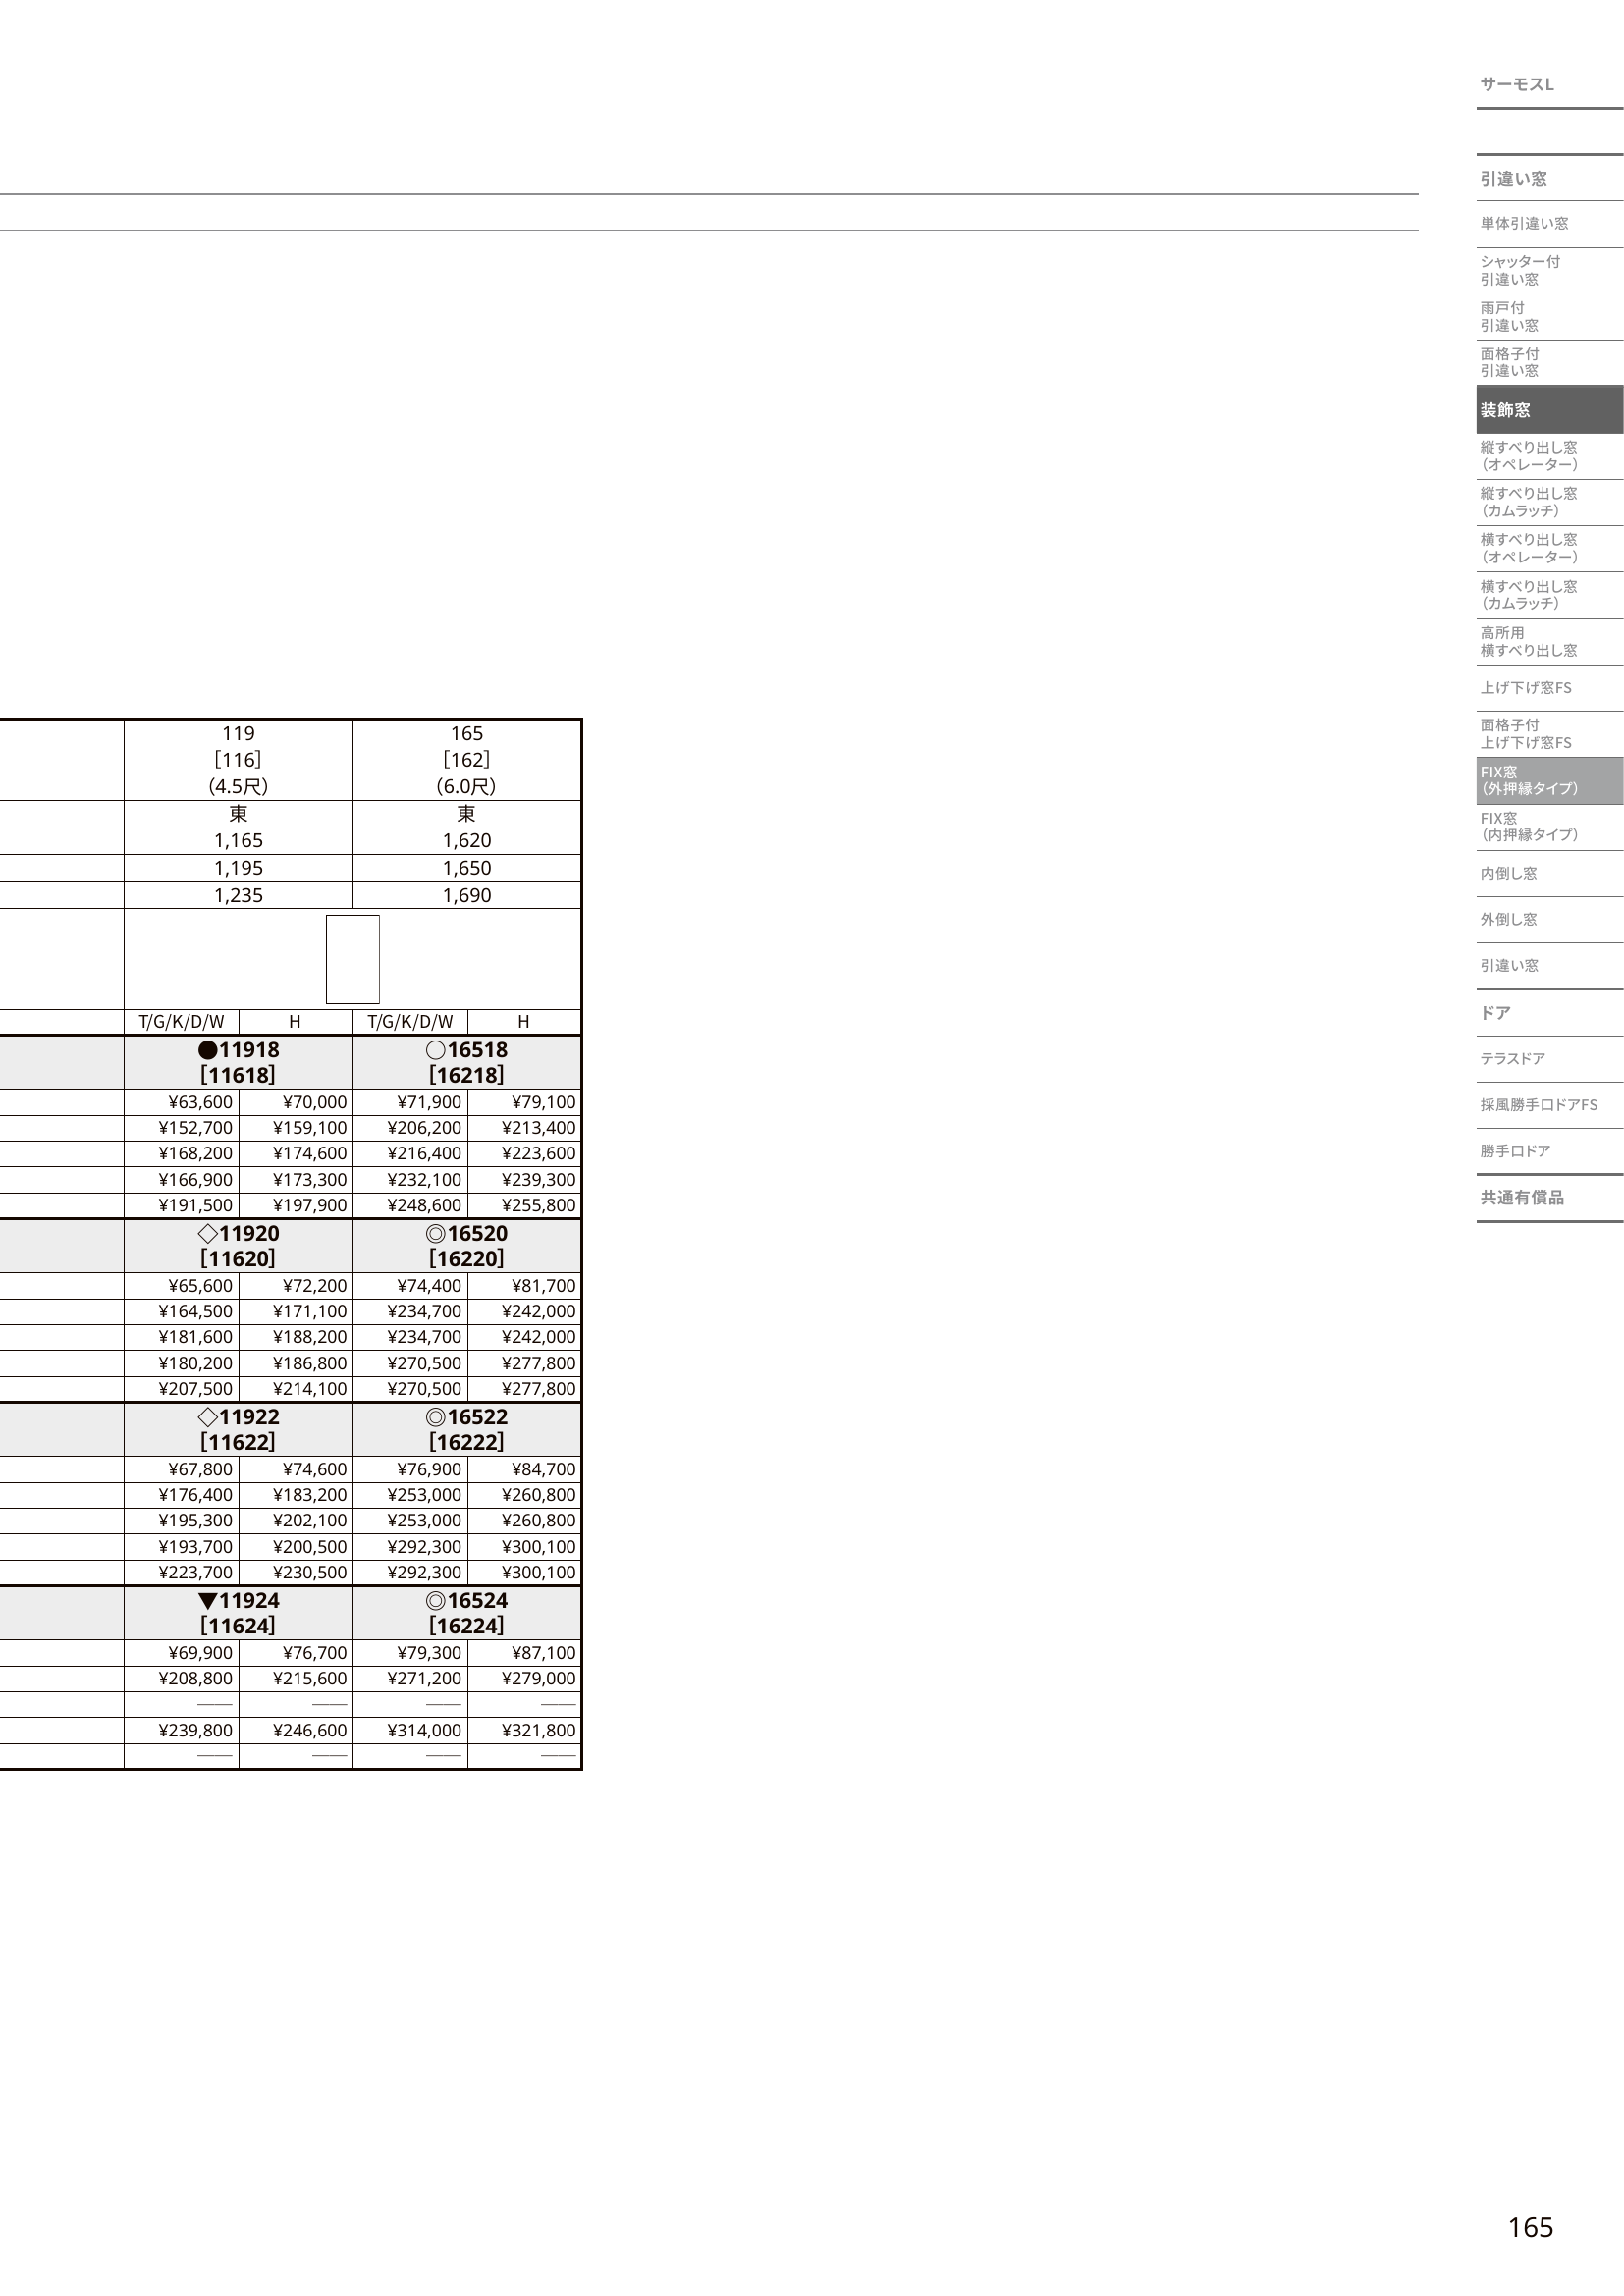 サーモスL
引違い窓
単体引違い窓
シャッター付
引違い窓
雨戸付
引違い窓
面格子付
引違い窓
装飾窓
縦すべり出し窓
（オペレーター）
縦すべり出し窓
（カムラッチ）
横すべり出し窓
（オペレーター）
横すべり出し窓
（カムラッチ）
高所用
横すべり出し窓
上げ下げ窓FS
面格子付
上げ下げ窓FS
FIX窓
（外押縁タイプ）
FIX窓
（内押縁タイプ）
内倒し窓
外倒し窓
引違い窓
ドア
テラスドア
採風勝手口ドアFS
勝手口ドア
共通有償品
119 165
［116］ ［162］
（4.5尺） （6.0尺）
東 東
1,165 1,620
1,195 1,650
1,235 1,690
T/G/K/D/W H T/G/K/D/W H
●11918 ○16518
［11618］ ［16218］
¥63,600 ¥70,000 ¥71,900 ¥79,100
¥152,700 ¥159,100 ¥206,200 ¥213,400
¥168,200 ¥174,600 ¥216,400 ¥223,600
¥166,900 ¥173,300 ¥232,100 ¥239,300
¥191,500 ¥197,900 ¥248,600 ¥255,800
◇11920 ◎16520
［11620］ ［16220］
¥65,600 ¥72,200 ¥74,400 ¥81,700
¥164,500 ¥171,100 ¥234,700 ¥242,000
¥181,600 ¥188,200 ¥234,700 ¥242,000
¥180,200 ¥186,800 ¥270,500 ¥277,800
¥207,500 ¥214,100 ¥270,500 ¥277,800
◇11922 ◎16522
［11622］ ［16222］
¥67,800 ¥74,600 ¥76,900 ¥84,700
¥176,400 ¥183,200 ¥253,000 ¥260,800
¥195,300 ¥202,100 ¥253,000 ¥260,800
¥193,700 ¥200,500 ¥292,300 ¥300,100
¥223,700 ¥230,500 ¥292,300 ¥300,100
▼11924 ◎16524
［11624］ ［16224］
¥69,900 ¥76,700 ¥79,300 ¥87,100
¥208,800 ¥215,600 ¥271,200 ¥279,000
—— —— —— ——
¥239,800 ¥246,600 ¥314,000 ¥321,800
—— —— —— ——
165